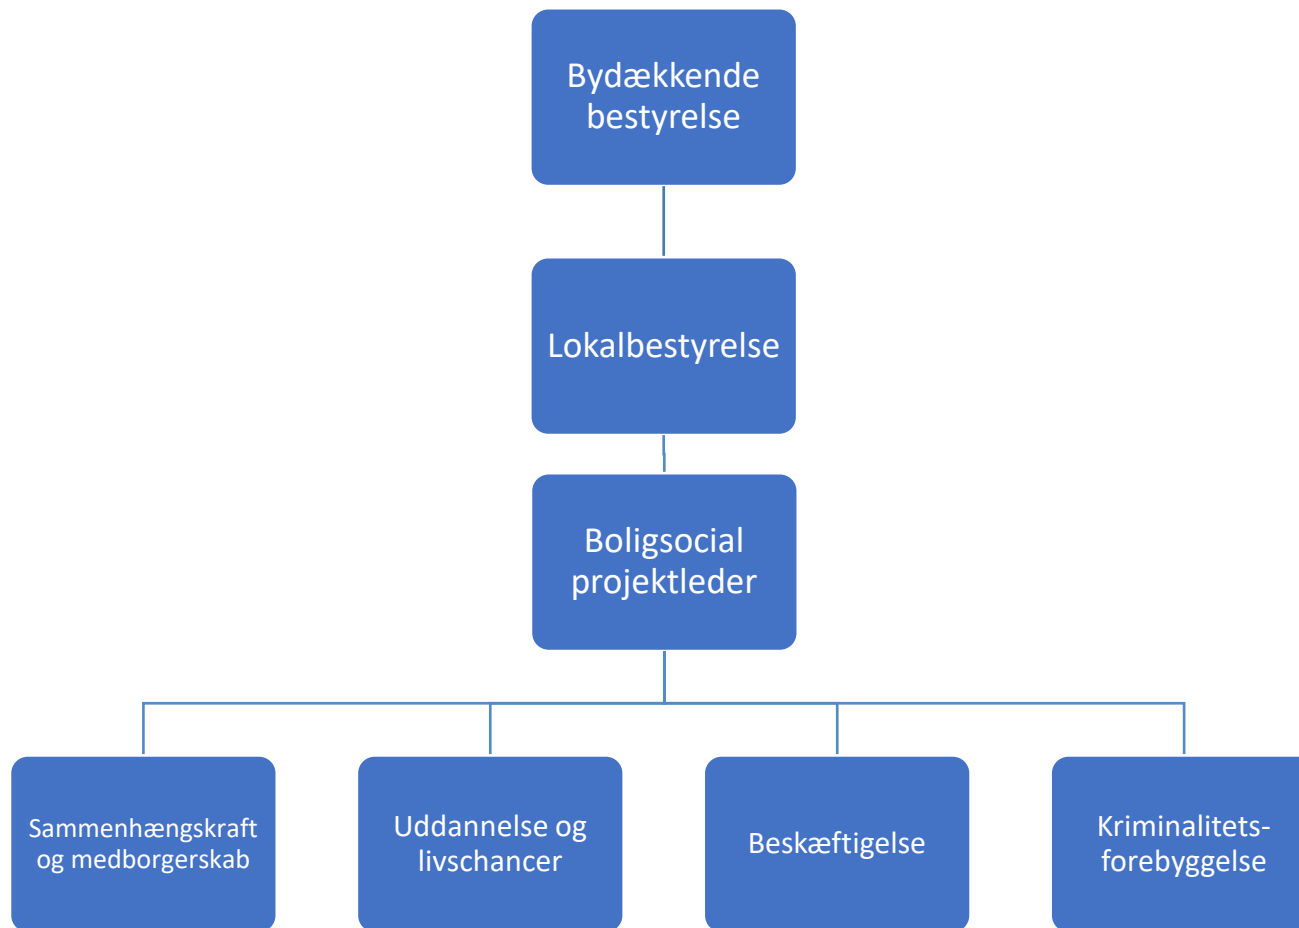 Bydækkende
bestyrelse
Lokalbestyrelse
Boligsocial
projektleder
Sammenhængskraft
og medborgerskab
Uddannelse og
livschancer
Beskæftigelse
Kriminalitets-
forebyggelse